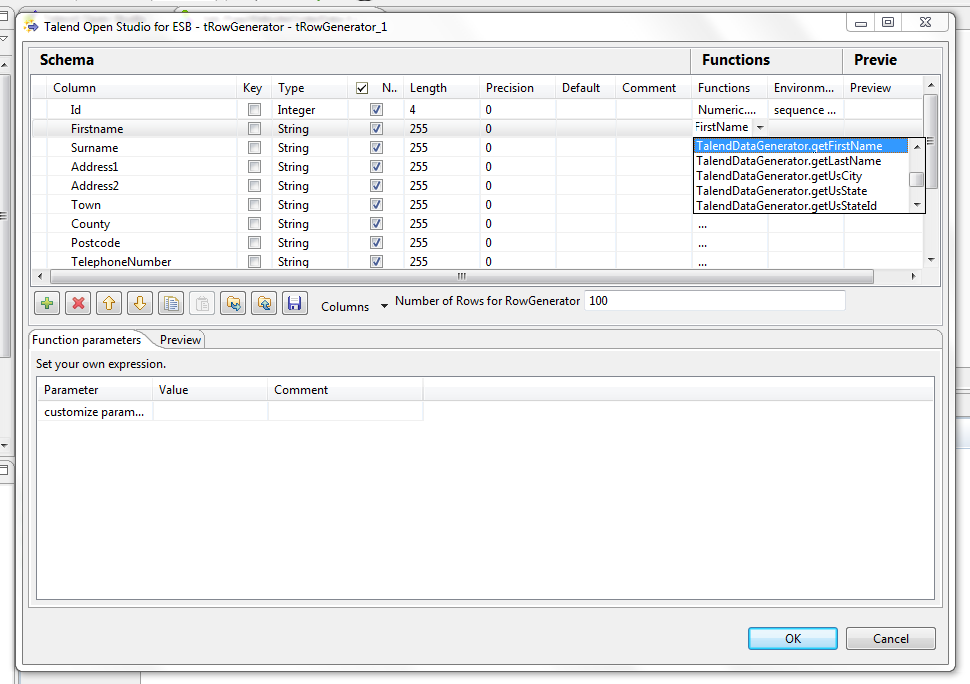 Talend Open Studio for ESB - tRowGenerator - tRowGenerator_1
Schema Functions Previe
Column Key Type N.. Length Precision Default Comment Functions Environm... Preview
Id Integer 4 0 Numeric.... sequence ...
Firstname String 255 0 FirstName
Surname String 255 0 TalendDataGenerator.getFirstName
Address1 String 255 0 TalendDataGenerator.getLastName
TalendDataGenerator.getUsCity
Address2 String 255 0 TalendDataGenerator.getUsState
Town String 255 0 TalendDataGenerator.getUsStateId
County String 255 0 ...
Postcode String 255 0 ...
TelephoneNumber String 255 0 ...
Columns Number of Rows for RowGenerator 100
Function parameters Preview
Set your own expression.
Parameter Value Comment
customize param...
OK Cancel